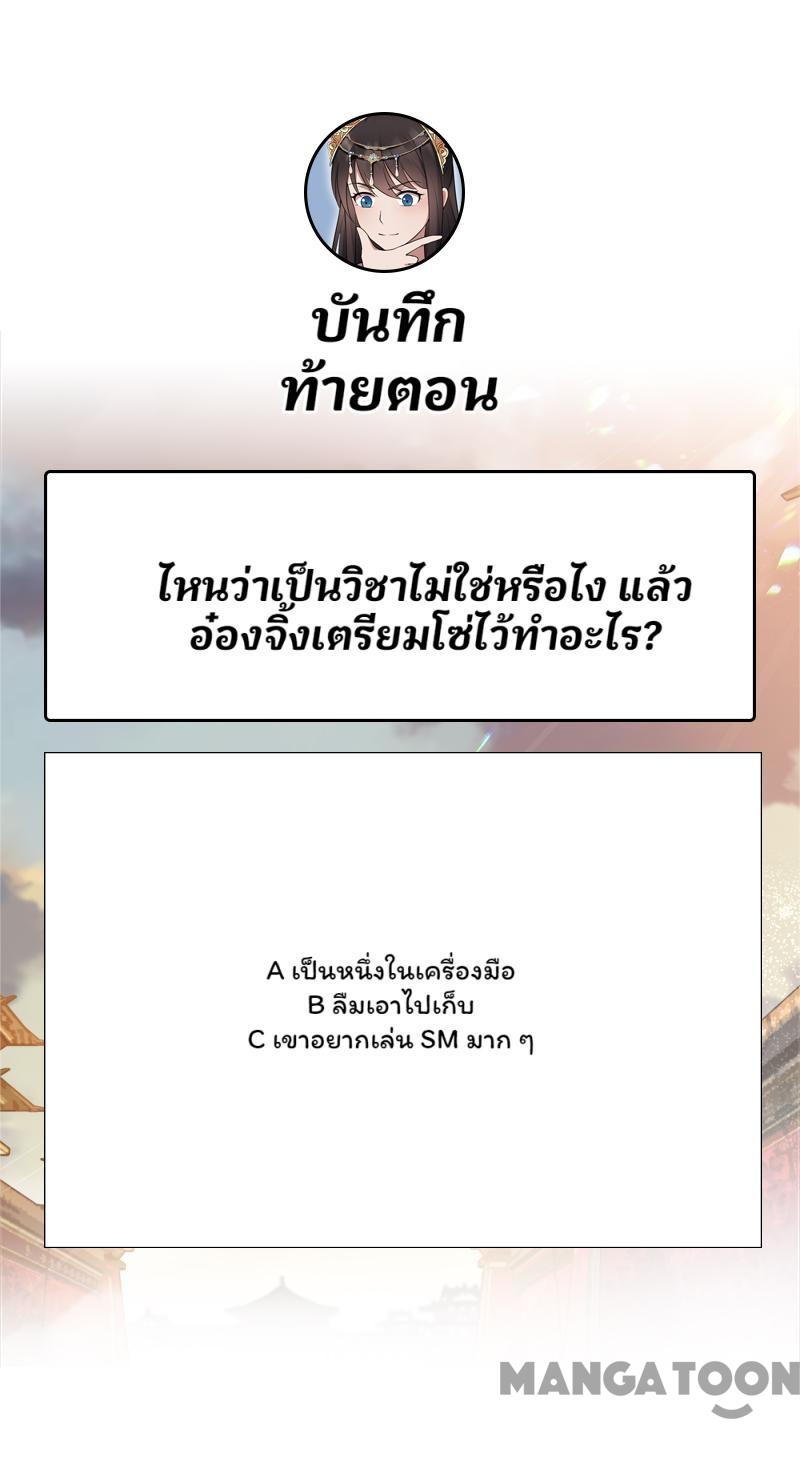 บันทึก
ท้ายตอน
ไหนว่าเป็นวิชาไม่ใช่หรือไง แล้ว
อ๋องจิ้งเตรียมโซ่ไว้ทำอะไร?
A เป็นหนึ่งในเครื่องมือ
B ลืมเอาไปเก็บ
C เขาอยากเล่น SM มาก ๆ
MANGATOON